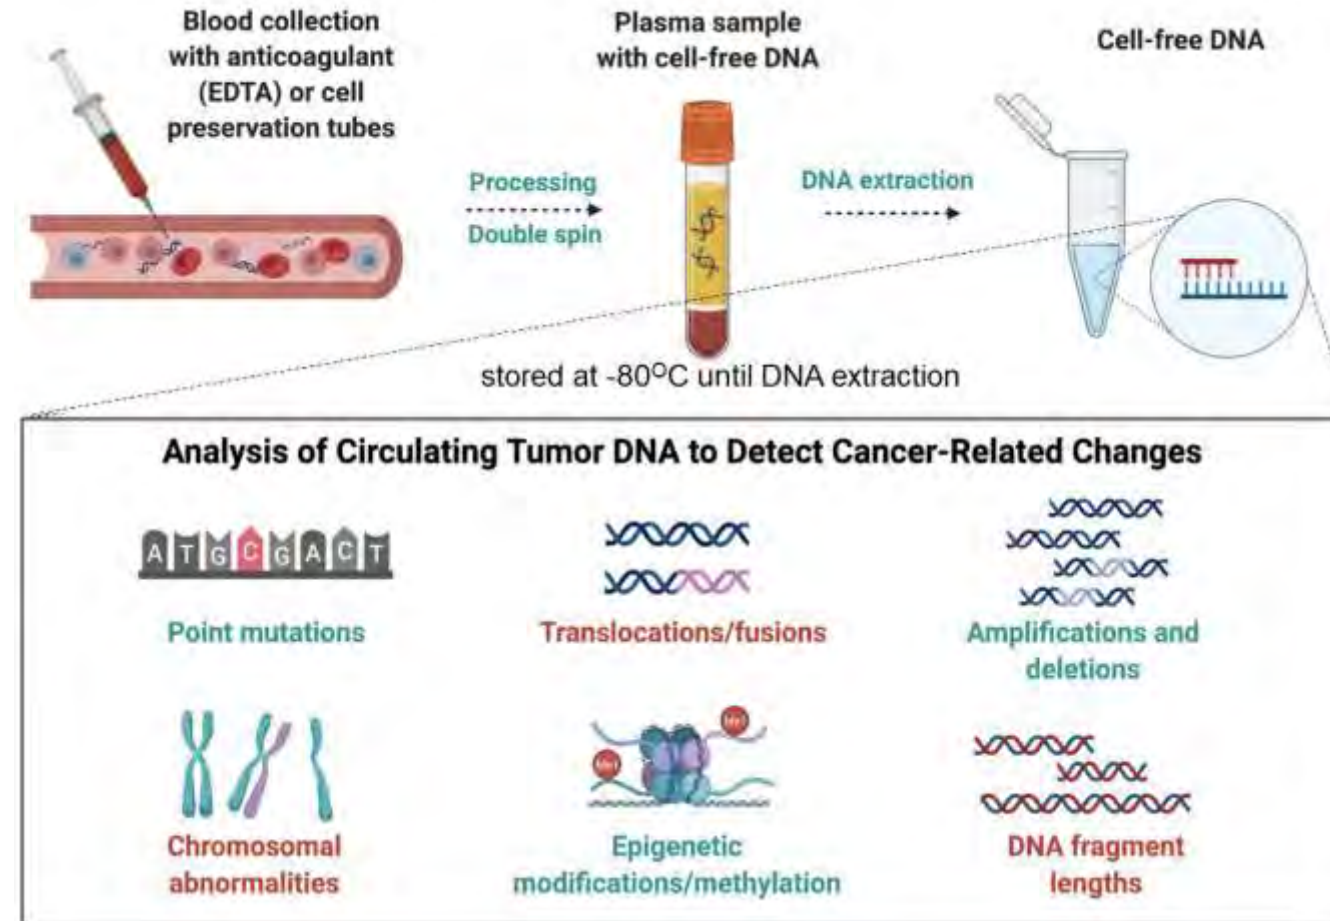 Blood collection
with anticoagulant
(EDTA) or cell
preservation tubes
Plasma sample
with cell-free DNA
Cell-free DNA
Processing
Double spin
DNA extraction
stored at -80°C until DNA extraction
Analysis of Circulating Tumor DNA to Detect Cancer-Related Changes
A T G C G A C T
Point mutations
Translocations/fusions
Amplifications and
deletions
Chromosomal
abnormalities
Epigenetic
modifications/methylation
DNA fragment
lengths